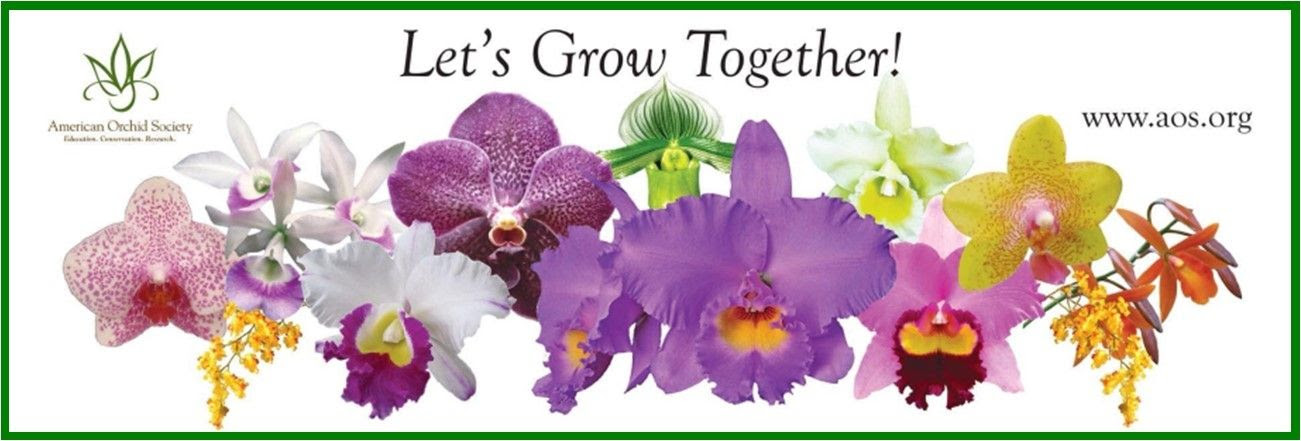 Let's Grow Together!
American Orchid Society
Education. Conservation. Research.
www.aos.org